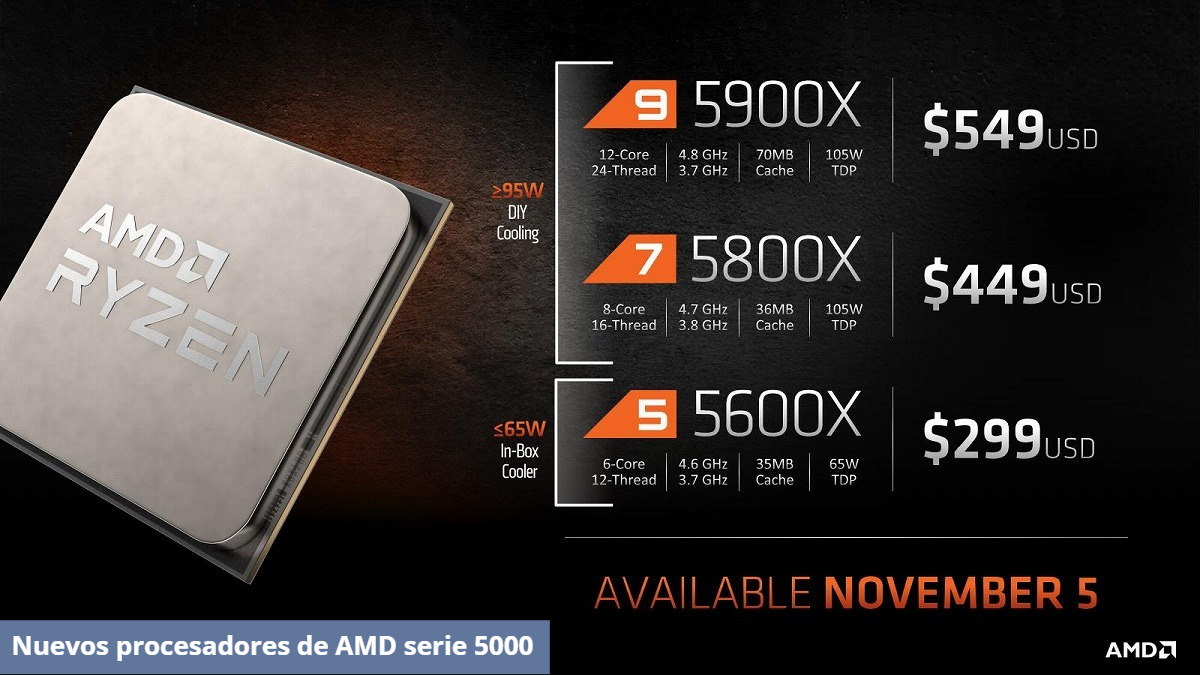 AMD
RYZEN
≥95W
DIY
Cooling
9 5900X
12-Core
24-Thread
4.8 GHz
3.7 GHz
70MB
Cache
105W
TDP
$549USD
7 5800X
8-Core
16-Thread
4.7 GHz
3.8 GHz
36MB
Cache
105W
TDP
$449USD
≤65W
In-Box
Cooler
5 5600X
6-Core
12-Thread
4.6 GHz
3.7 GHz
35MB
Cache
65W
TDP
$299USD
AVAILABLE NOVEMBER 5
Nuevos procesadores de AMD serie 5000
AMD